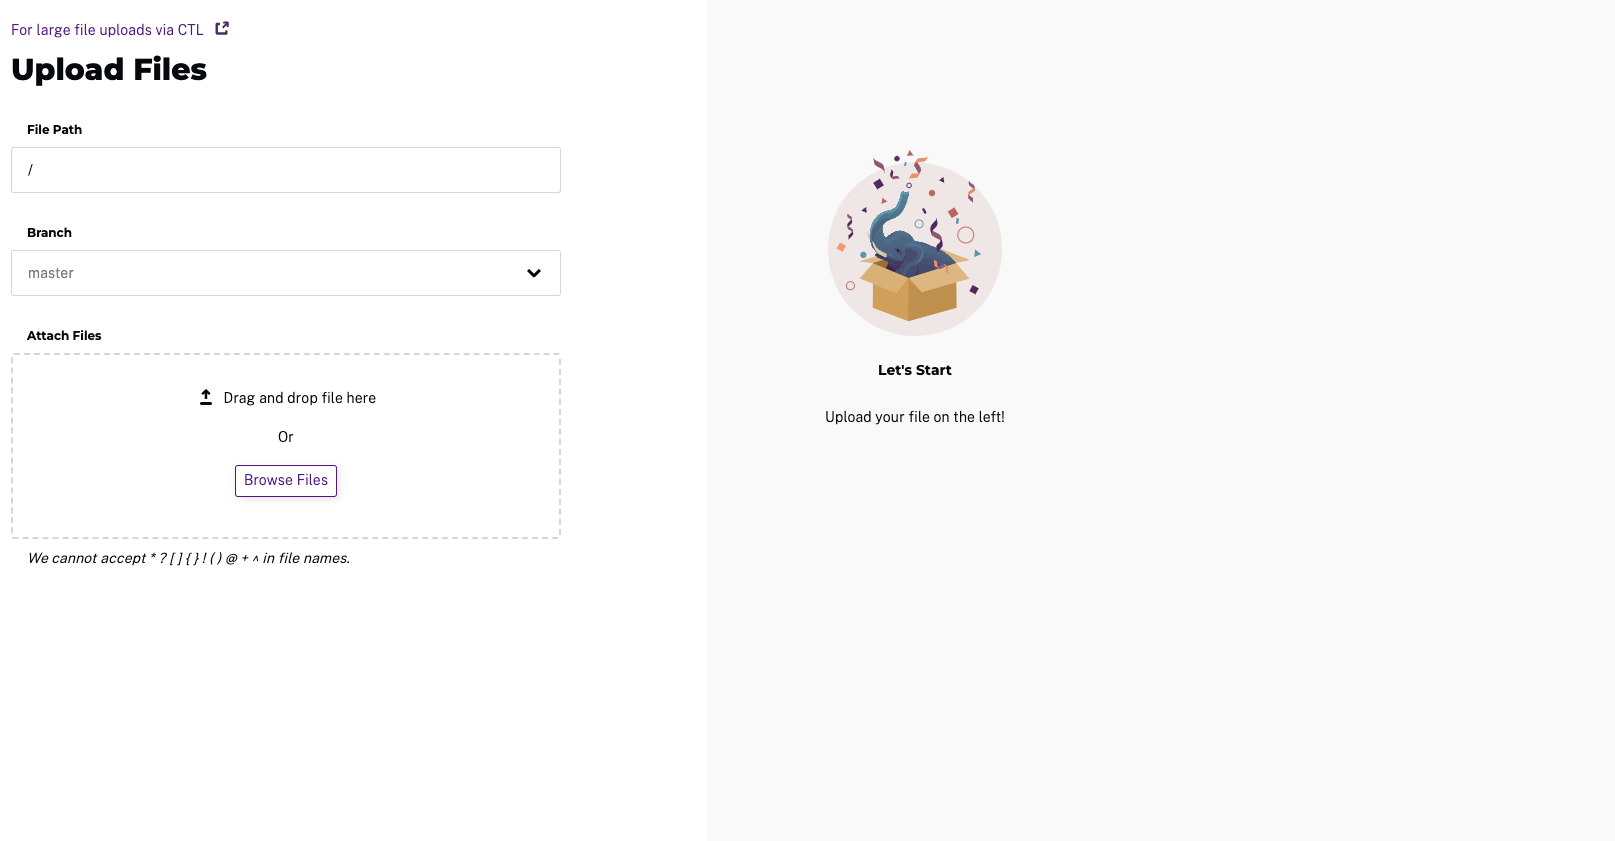 For large file uploads via CTL
Upload Files
File Path
/
Branch
master
Attach Files
Drag and drop file here
Or
Browse Files
We cannot accept * ? [ ] { } ! ( ) @ + ^ in file names.
Let's Start
Upload your file on the left!